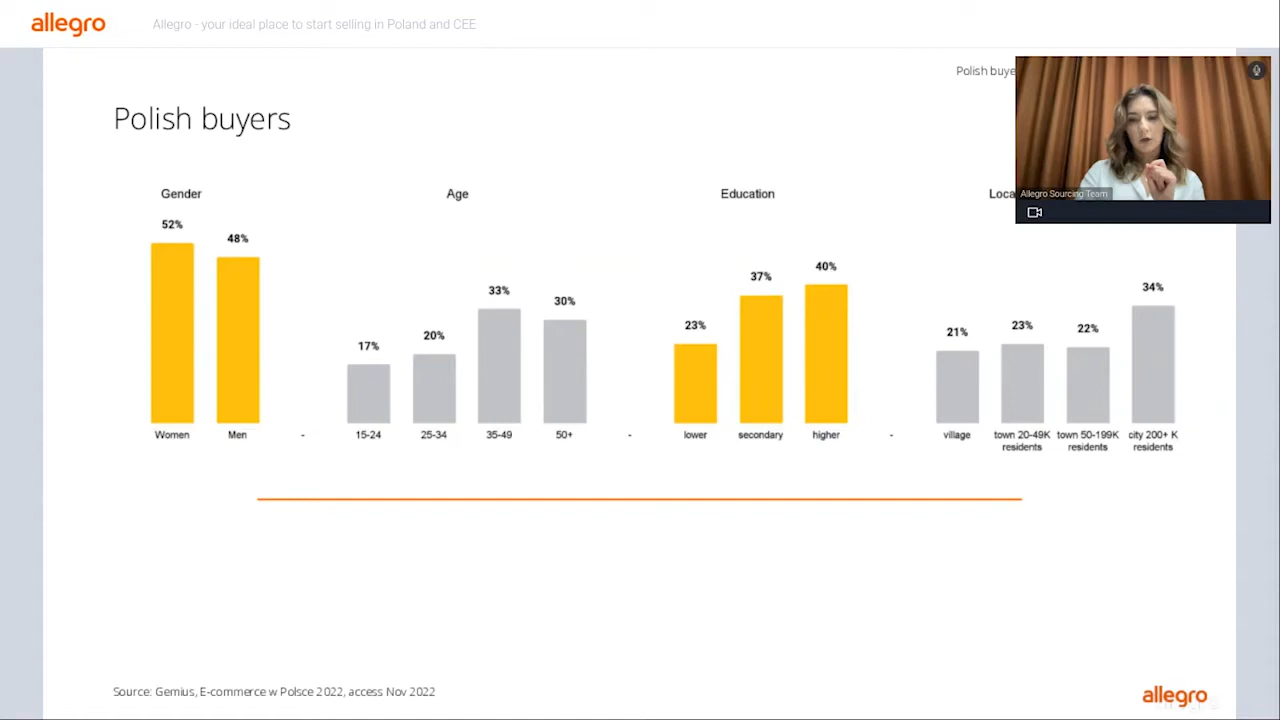 allegro
Allegro - your ideal place to start selling in Poland and CEE
Polish buye
Polish buyers
Allegro Sourcing Team
Gender
Age
Education
Loca
52%
48%
17%
20%
33%
30%
23%
37%
40%
21%
23%
22%
34%
Women
Men
-
15-24
25-34
35-49
50+
-
lower
secondary
higher
-
village
town 20-49K
residents
town 50-199K
residents
city 200+ K
residents
Source: Gemius, E-commerce w Polsce 2022, access Nov 2022
allegro